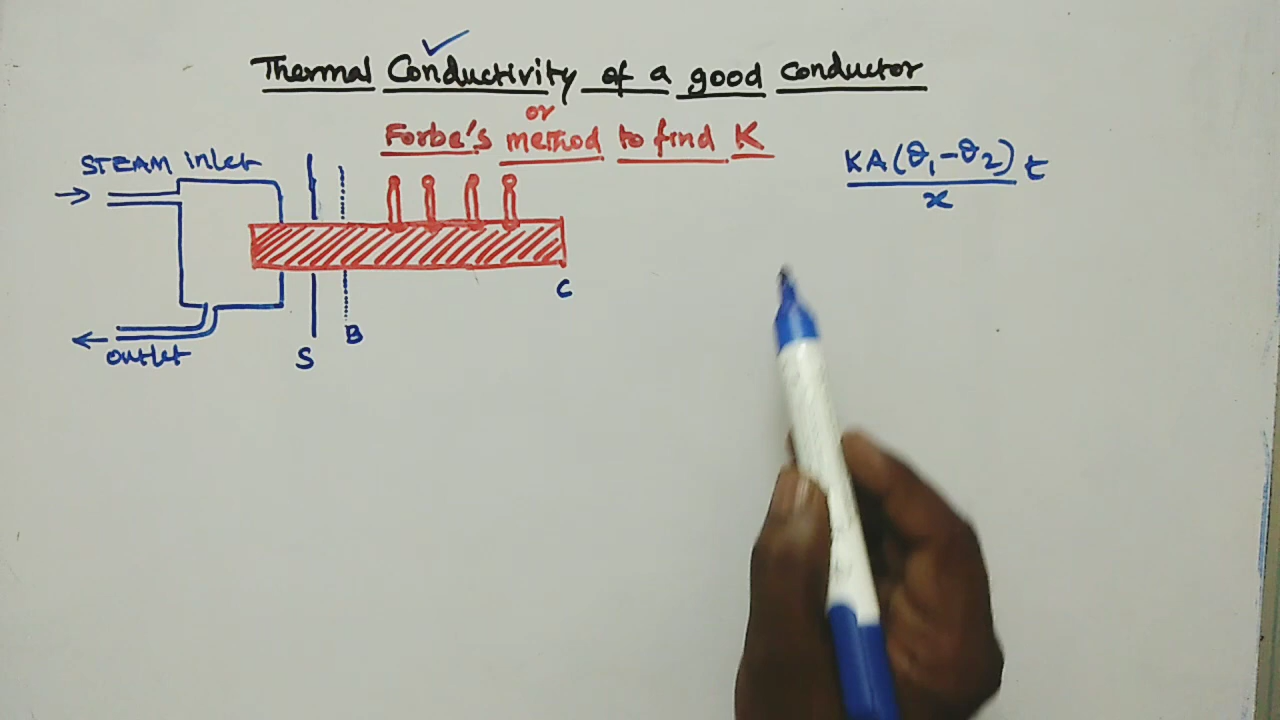 Thermal Conductivity of a good conductor
or
Forbe's method to find K
STEAM inlet
KA(θ₁-θ₂) t
x
C
B
S
outlet